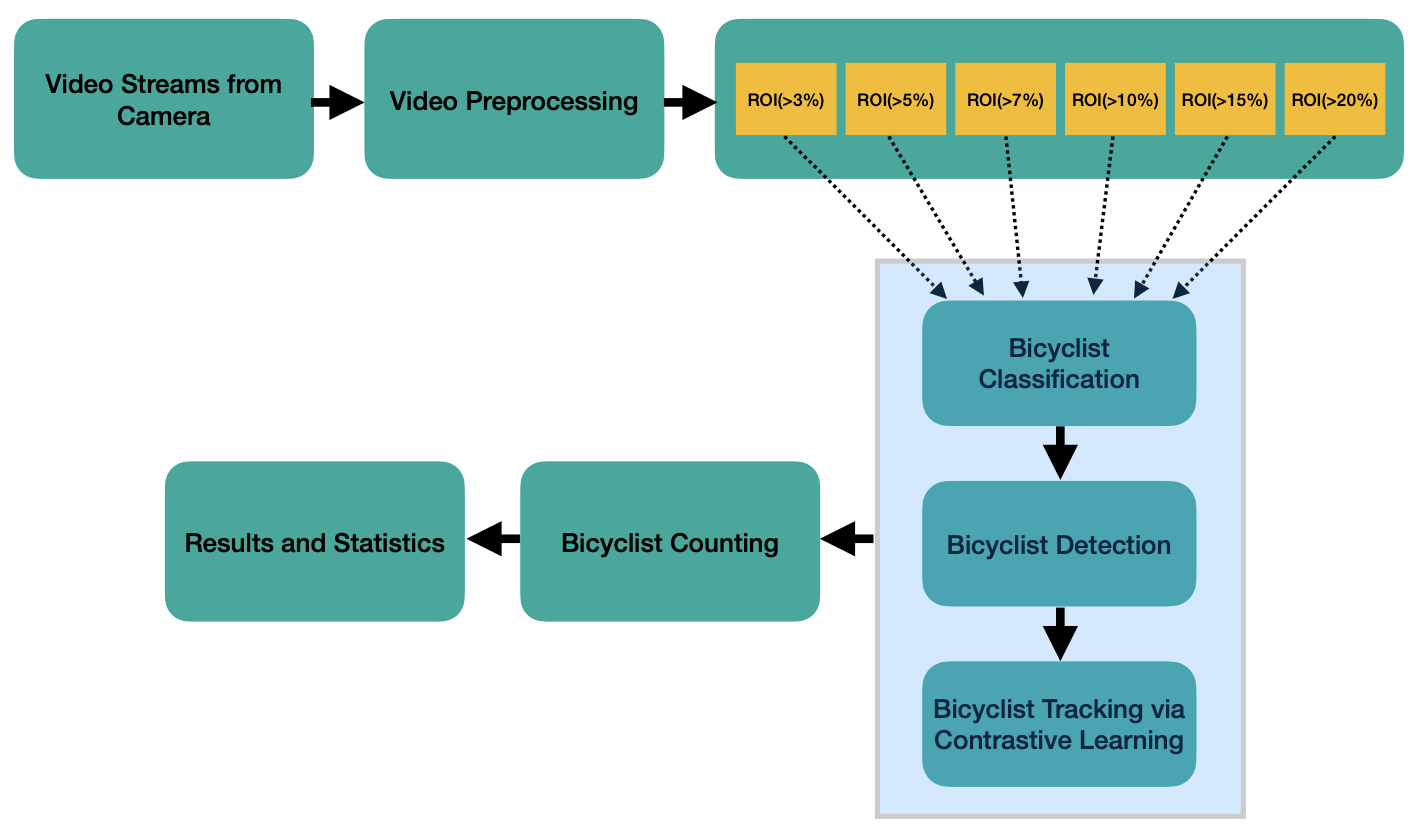 Video Streams from
Camera
Video Preprocessing
ROI(>3%)
ROI(>5%)
ROI(>7%)
ROI(>10%)
ROI(>15%)
ROI(>20%)
Bicyclist
Classification
Bicyclist Detection
Bicyclist Tracking via
Contrastive Learning
Bicyclist Counting
Results and Statistics